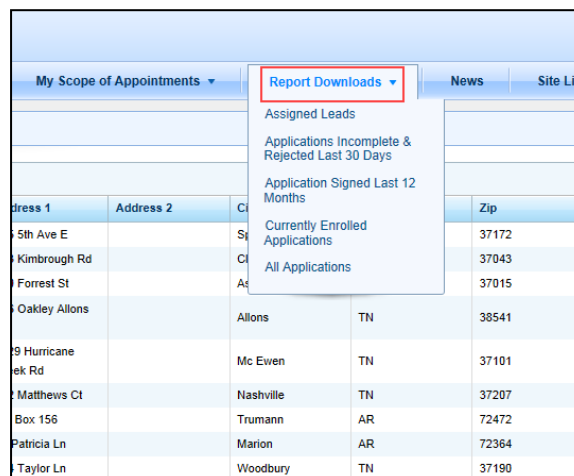 My Scope of Appointments
Report Downloads
News
Site Li
Assigned Leads
Applications Incomplete &
Rejected Last 30 Days
Application Signed Last 12
Months
Currently Enrolled
Applications
All Applications
dress 1 Address 2 Ci Zip
5th Ave E Sp 37172
Kimbrough Rd Cl 37043
Forrest St As 37015
Oakley Allons Allons TN 38541
29 Hurricane
ek Rd Mc Ewen TN 37101
Matthews Ct Nashville TN 37207
Box 156 Trumann AR 72472
Patricia Ln Marion AR 72364
Taylor Ln Woodbury TN 37190